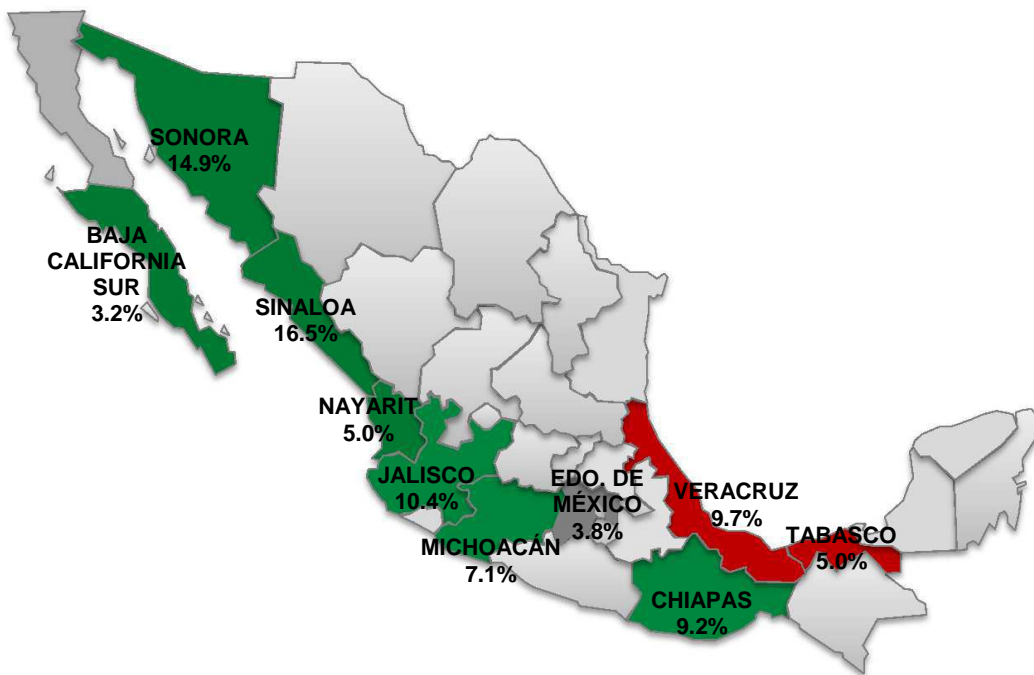 SONORA
14.9%
BAJA
CALIFORNIA
SUR
3.2%
SINALOA
16.5%
NAYARIT
5.0%
JALISCO
10.4%
MICHOACÁN
7.1%
EDO. DE
MÉXICO
3.8%
VERACRUZ
9.7%
TABASCO
5.0%
CHIAPAS
9.2%